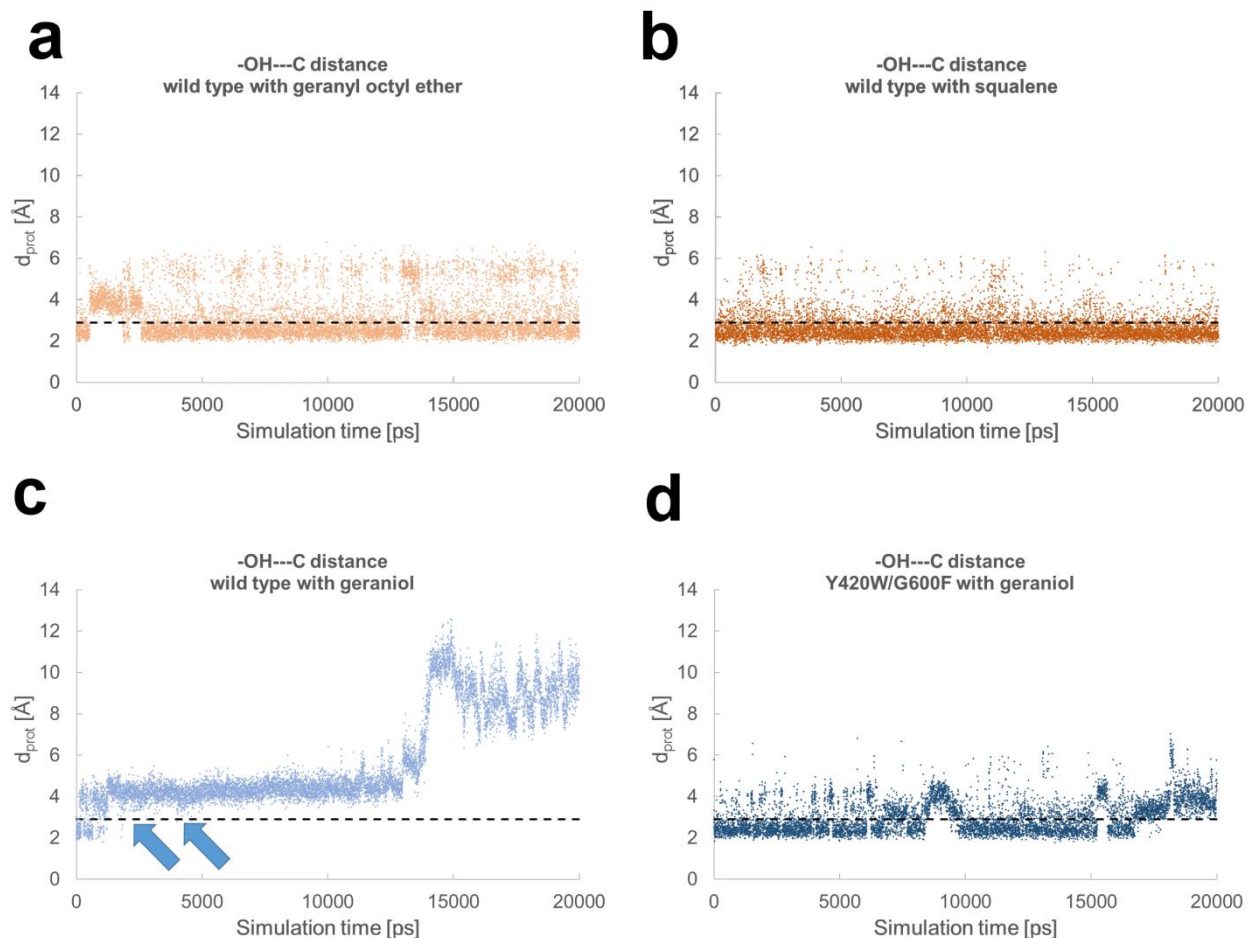 a
-OH---C distance
wild type with geranyl octyl ether
14
12
10
8
6
4
2
0
dprot [Å]
0 5000 10000 15000 20000
Simulation time [ps]
b
-OH---C distance
wild type with squalene
14
12
10
8
6
4
2
0
dprot [Å]
0 5000 10000 15000 20000
Simulation time [ps]
c
-OH---C distance
wild type with geraniol
14
12
10
8
6
4
2
0
dprot [Å]
0 5000 10000 15000 20000
Simulation time [ps]
d
-OH---C distance
Y420W/G600F with geraniol
14
12
10
8
6
4
2
0
dprot [Å]
0 5000 10000 15000 20000
Simulation time [ps]